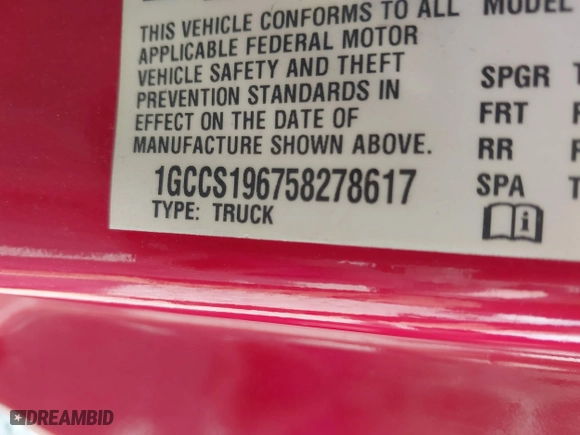 THIS VEHICLE CONFORMS TO ALL
APPLICABLE FEDERAL MOTOR
VEHICLE SAFETY AND THEFT
PREVENTION STANDARDS IN
EFFECT ON THE DATE OF
MANUFACTURE SHOWN ABOVE.
1GCCS196758278617
TYPE: TRUCK
MODEL
SPGR
FRT
RR
SPA
DREAMBID